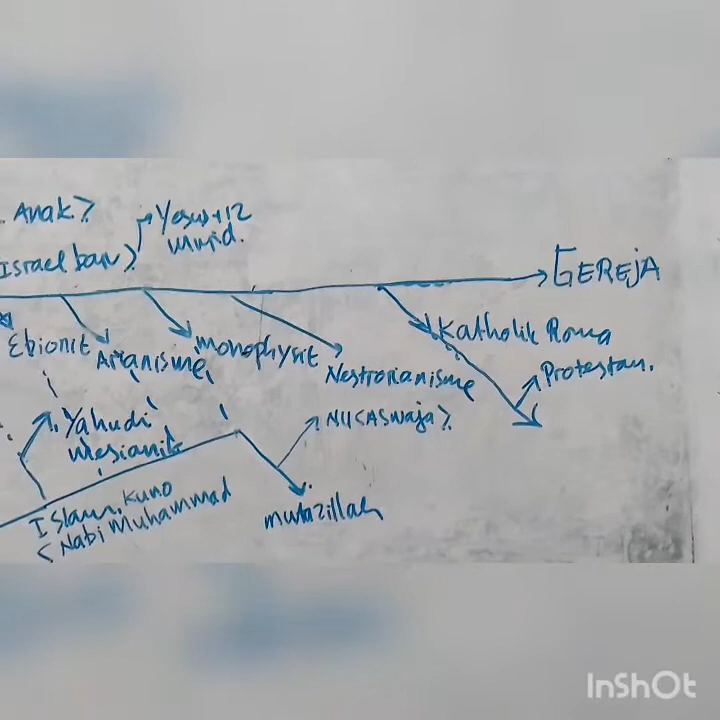 . Anak>
Yesus+12
murid.
Israel baru>
GEREJA
Ebionit
Arianisme
monophysit
Nestorianisme
Katholik Roma
Protestan.
Yahudi
mesianik
NU<Aswaja>
Islam kuno
< Nabi Muhammad
mutazillah
InShOt